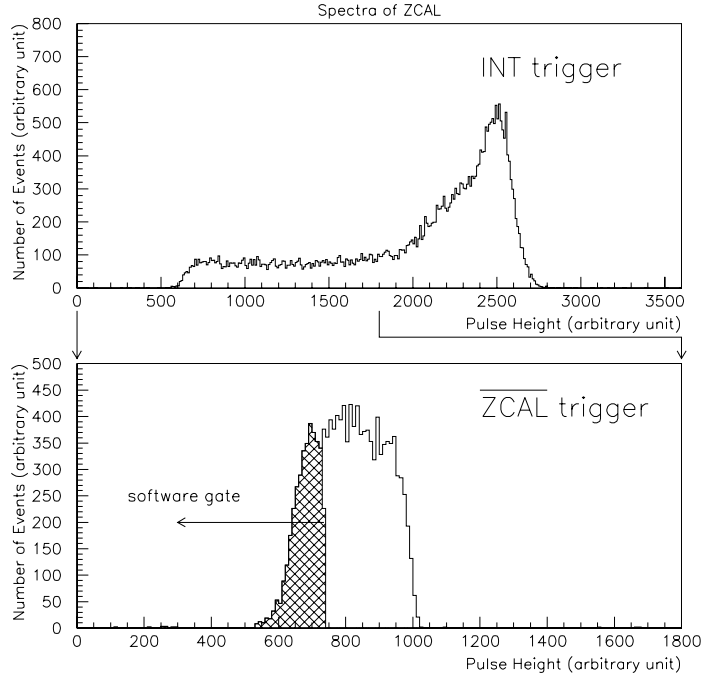 Spectra of ZCAL
Number of Events (arbitrary unit)
800
700
600
500
400
300
200
100
0
INT trigger
0 500 1000 1500 2000 2500 3000 3500
Pulse Height (arbitrary unit)
Number of Events (arbitrary unit)
500
450
400
350
300
250
200
150
100
50
0
ZCAL trigger
software gate
0 200 400 600 800 1000 1200 1400 1600 1800
Pulse Height (arbitrary unit)